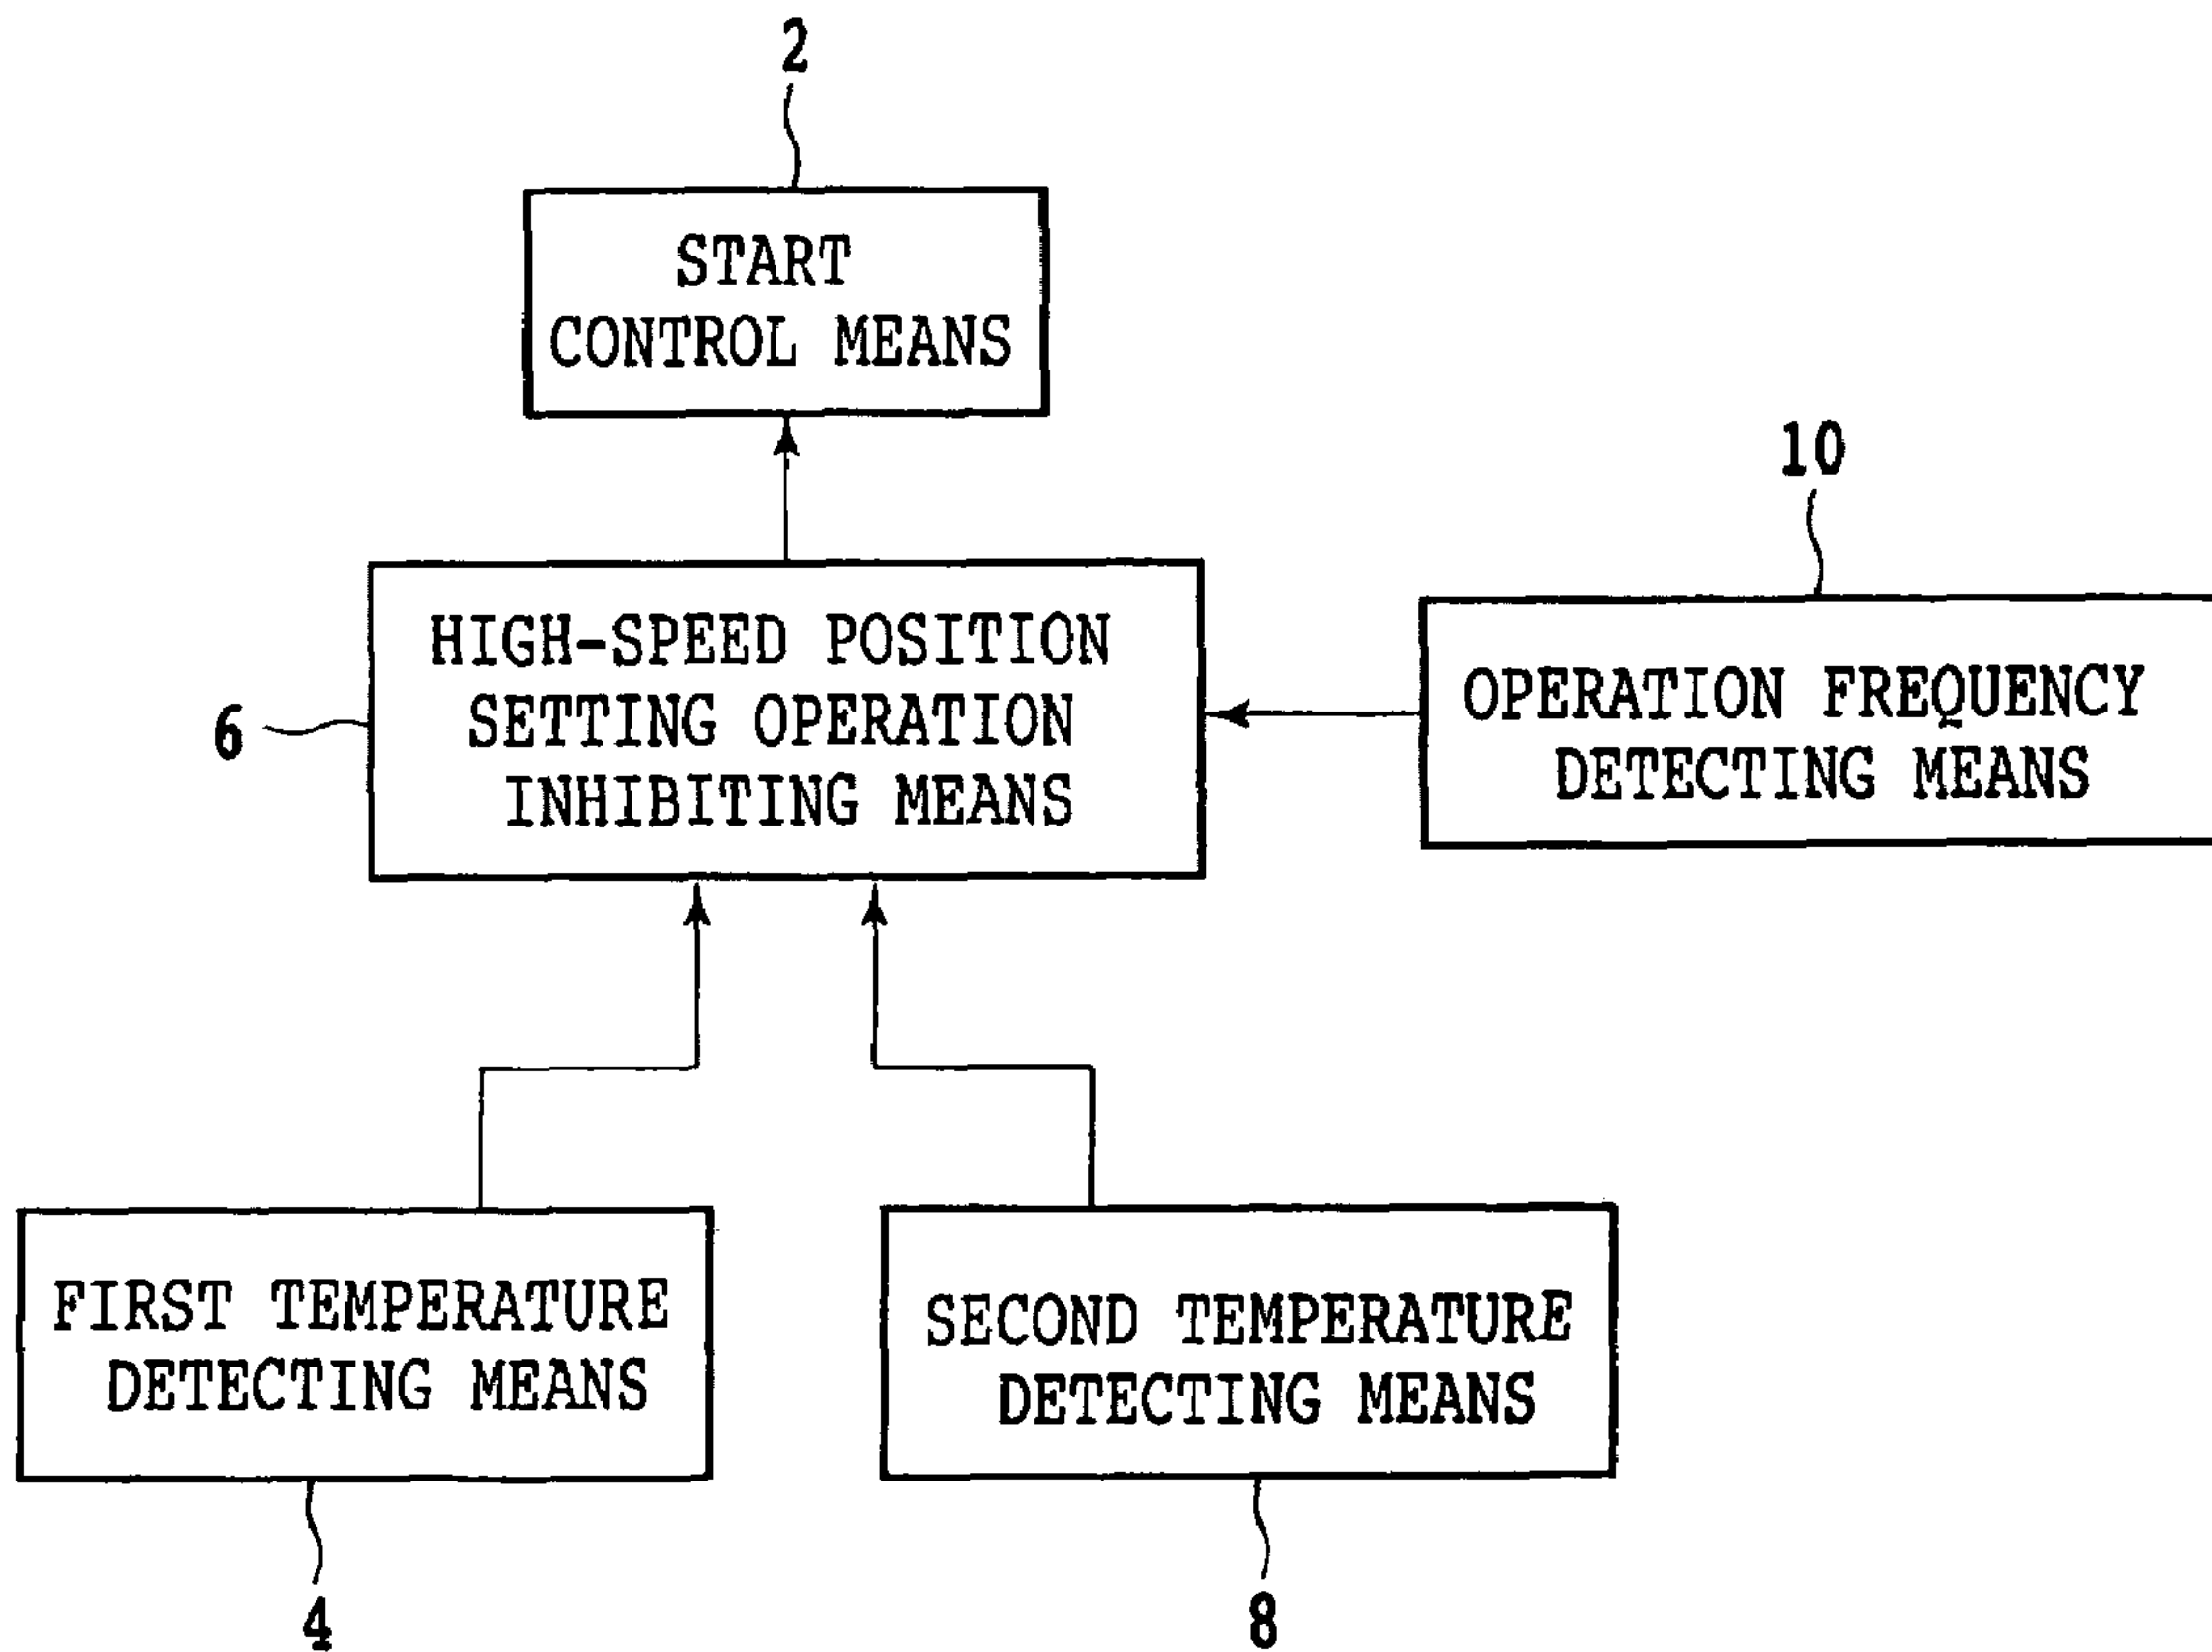 2
START
CONTROL MEANS
10
HIGH-SPEED POSITION
SETTING OPERATION
INHIBITING MEANS
6
OPERATION FREQUENCY
DETECTING MEANS
FIRST TEMPERATURE
DETECTING MEANS
SECOND TEMPERATURE
DETECTING MEANS
4
8